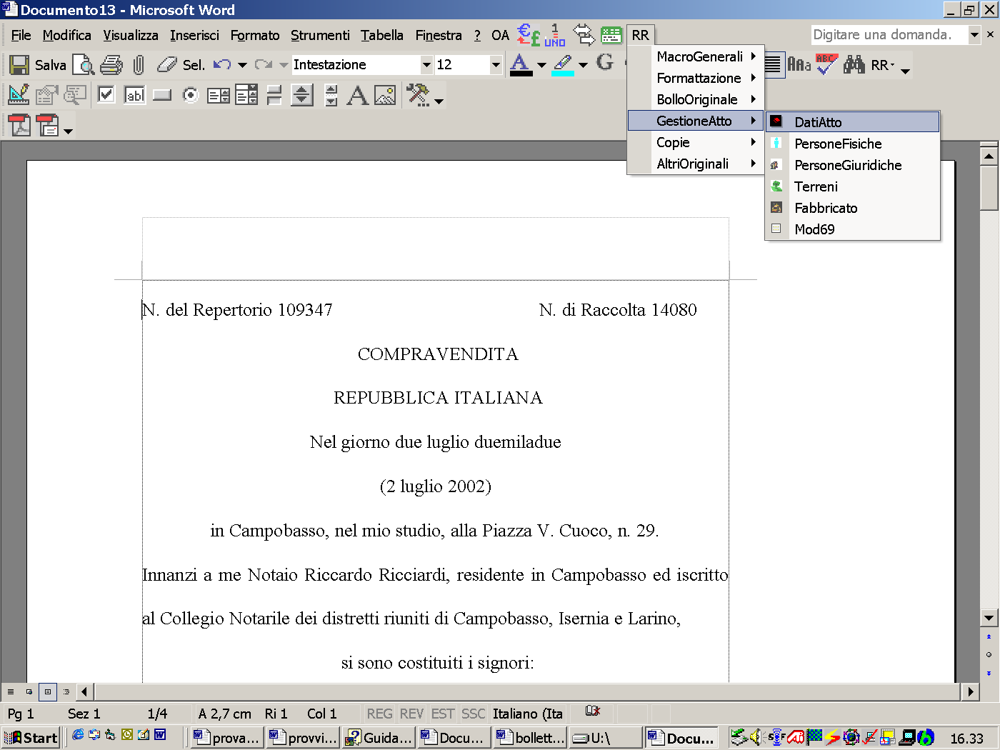 Documento13 - Microsoft Word
File Modifica Visualizza Inserisci Formato Strumenti Tabella Finestra ? OA €£ 1 UNO RR Digitare una domanda.
Salva Sel. Intestazione 12 A G Aa ABC RR
abl A
MacroGenerali
Formattazione
BolloOriginale
GestioneAtto
Copie
AltriOriginali
DatiAtto
PersoneFisiche
PersoneGiuridiche
Terreni
Fabbricato
Mod69
N. del Repertorio 109347 N. di Raccolta 14080
COMPRAVENDITA
REPUBBLICA ITALIANA
Nel giorno due luglio duemiladue
(2 luglio 2002)
in Campobasso, nel mio studio, alla Piazza V. Cuoco, n. 29.
Innanzi a me Notaio Riccardo Ricciardi, residente in Campobasso ed iscritto
al Collegio Notarile dei distretti riuniti di Campobasso, Isernia e Larino,
si sono costituiti i signori:
Pg 1 Sez 1 1/4 A 2,7 cm Ri 1 Col 1 REG REV EST SSC Italiano (Ita
Start prova... provvi... Guida... Docu... bollett... U:\ Docu... 16.33